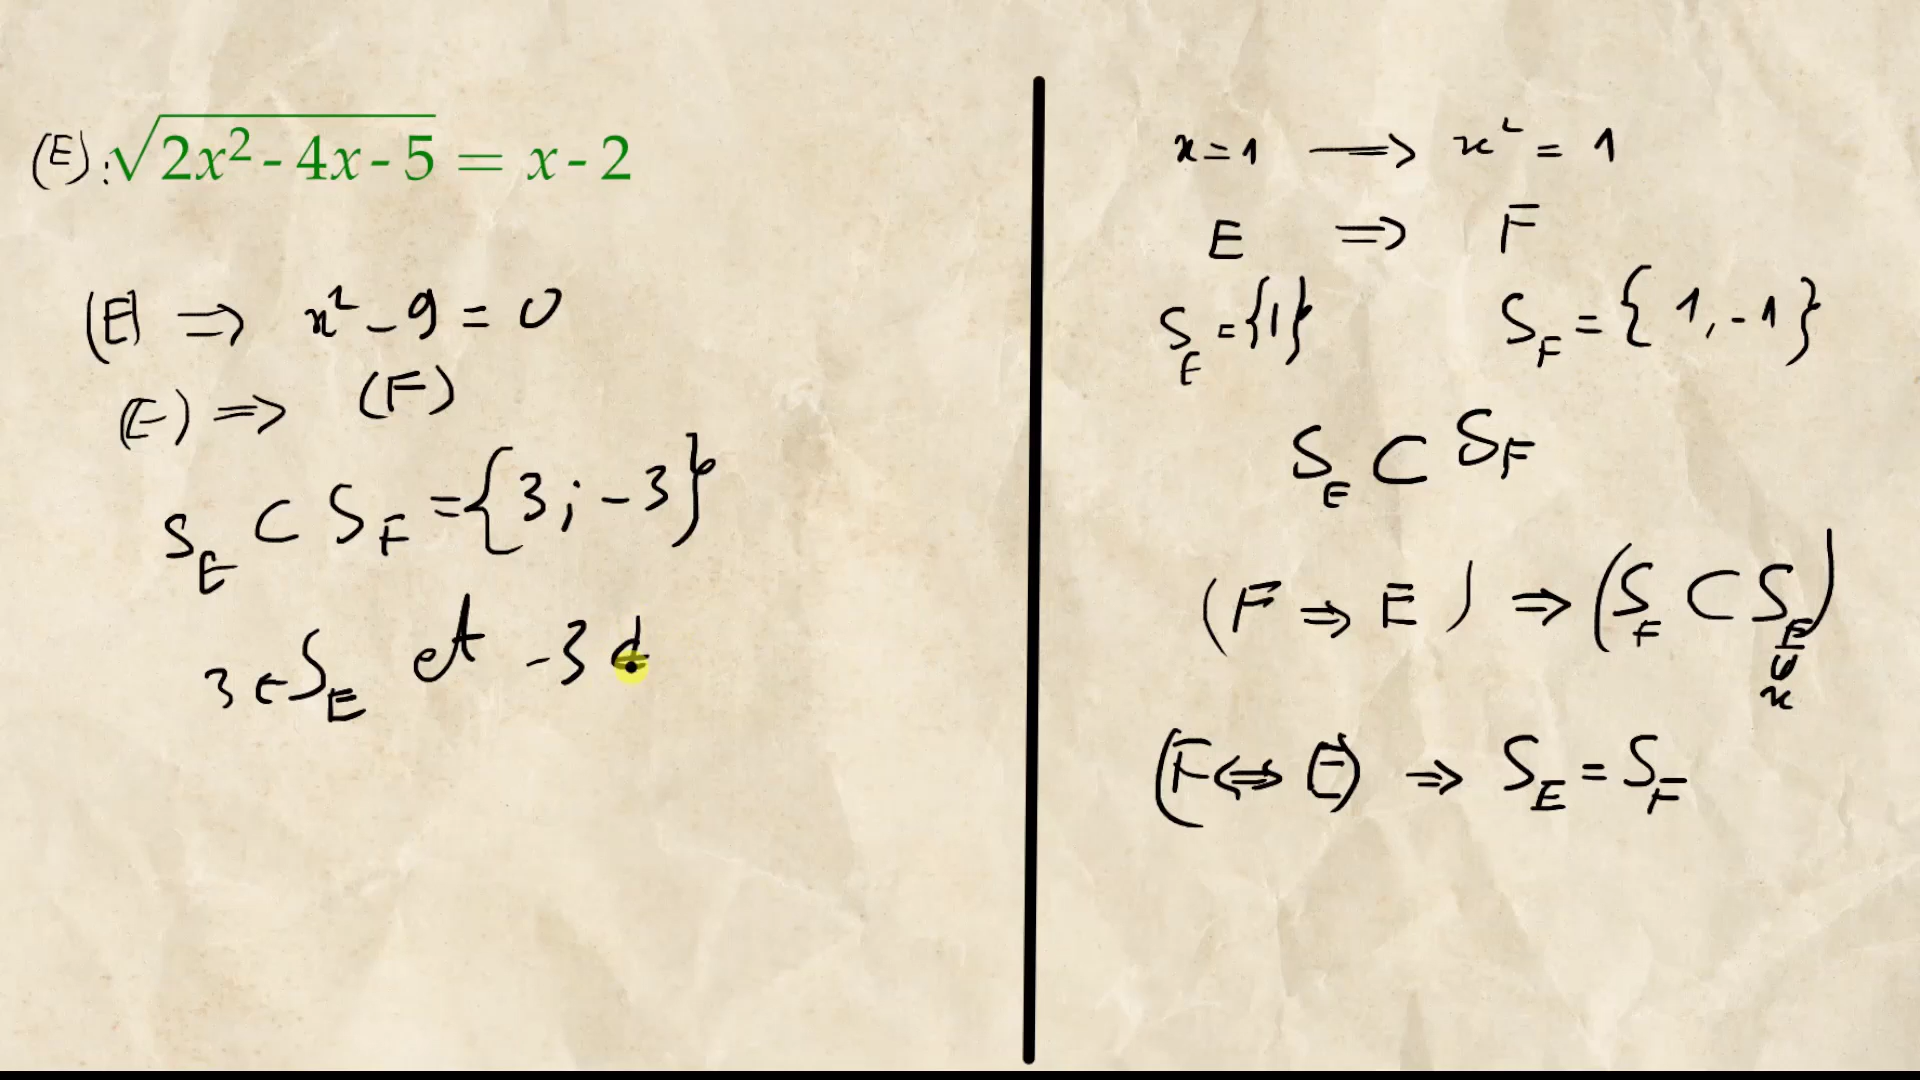 (E) : √(2x² - 4x - 5) = x - 2
(E) ⇒ x² - 9 = 0
(E) ⇒ (F)
S_E ⊂ S_F = {3 ; -3}
3 ∈ S_E et -3
x = 1 → x² = 1
E ⇒ F
S_E = {1} S_F = {1, -1}
S_E ⊂ S_F
(F ⇒ E) ⇒ (S_F ⊂ S_E)
x
(F ⇔ E) ⇒ S_E = S_F